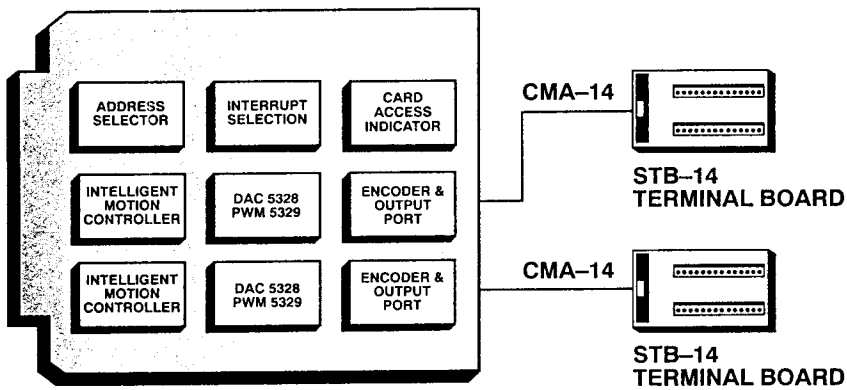 ADDRESS
SELECTOR
INTERRUPT
SELECTION
CARD
ACCESS
INDICATOR
INTELLIGENT
MOTION
CONTROLLER
DAC 5328
PWM 5329
ENCODER &
OUTPUT
PORT
INTELLIGENT
MOTION
CONTROLLER
DAC 5328
PWM 5329
ENCODER &
OUTPUT
PORT
CMA–14
STB–14
TERMINAL BOARD
CMA–14
STB–14
TERMINAL BOARD